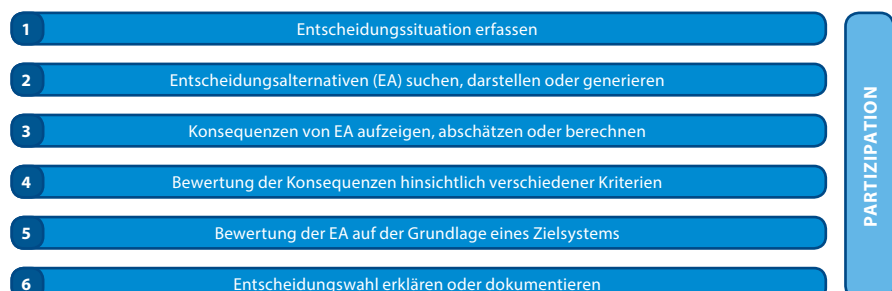 1 Entscheidungssituation erfassen
2 Entscheidungsalternativen (EA) suchen, darstellen oder generieren
3 Konsequenzen von EA aufzeigen, abschätzen oder berechnen
4 Bewertung der Konsequenzen hinsichtlich verschiedener Kriterien
5 Bewertung der EA auf der Grundlage eines Zielsystems
6 Entscheidungswahl erklären oder dokumentieren
PARTIZIPATION